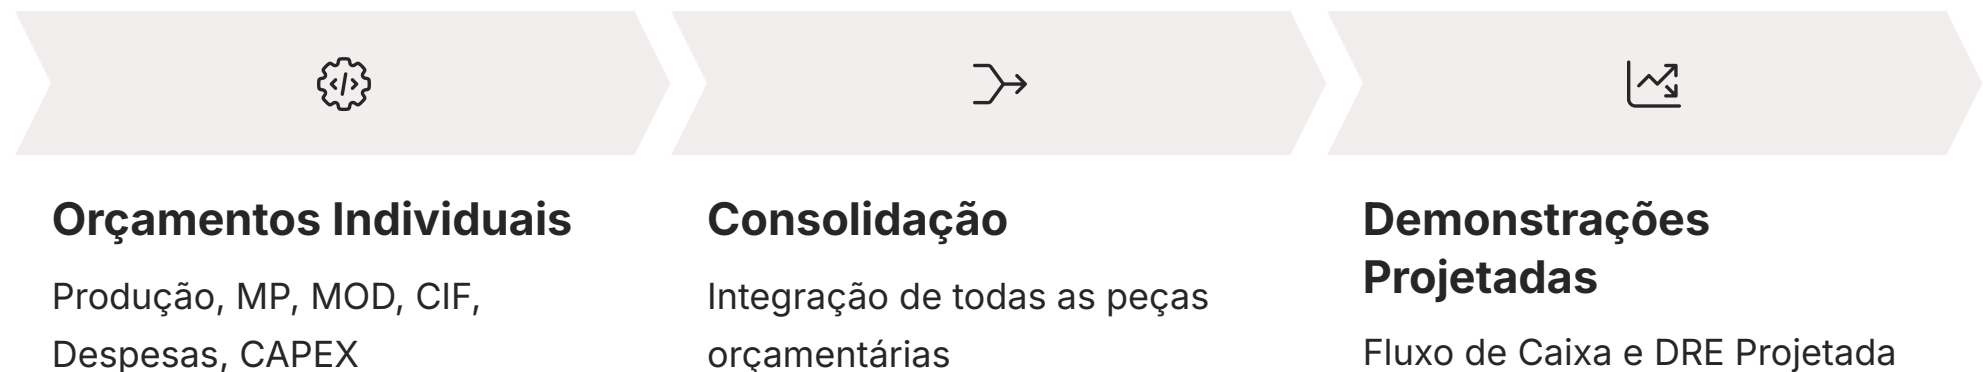 Orçamentos Individuais
Produção, MP, MOD, CIF,
Despesas, CAPEX
Consolidação
Integração de todas as peças
orçamentárias
Demonstrações
Projetadas
Fluxo de Caixa e DRE Projetada